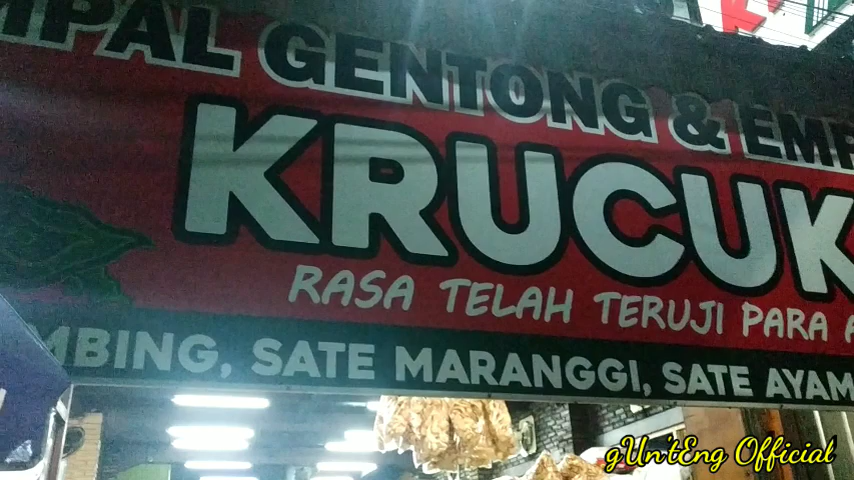 MPAL GENTONG & EMP
KRUCUK
RASA TELAH TERUJI PARA A
MBING, SATE MARANGGI, SATE AYAM
gUn'tEng Official